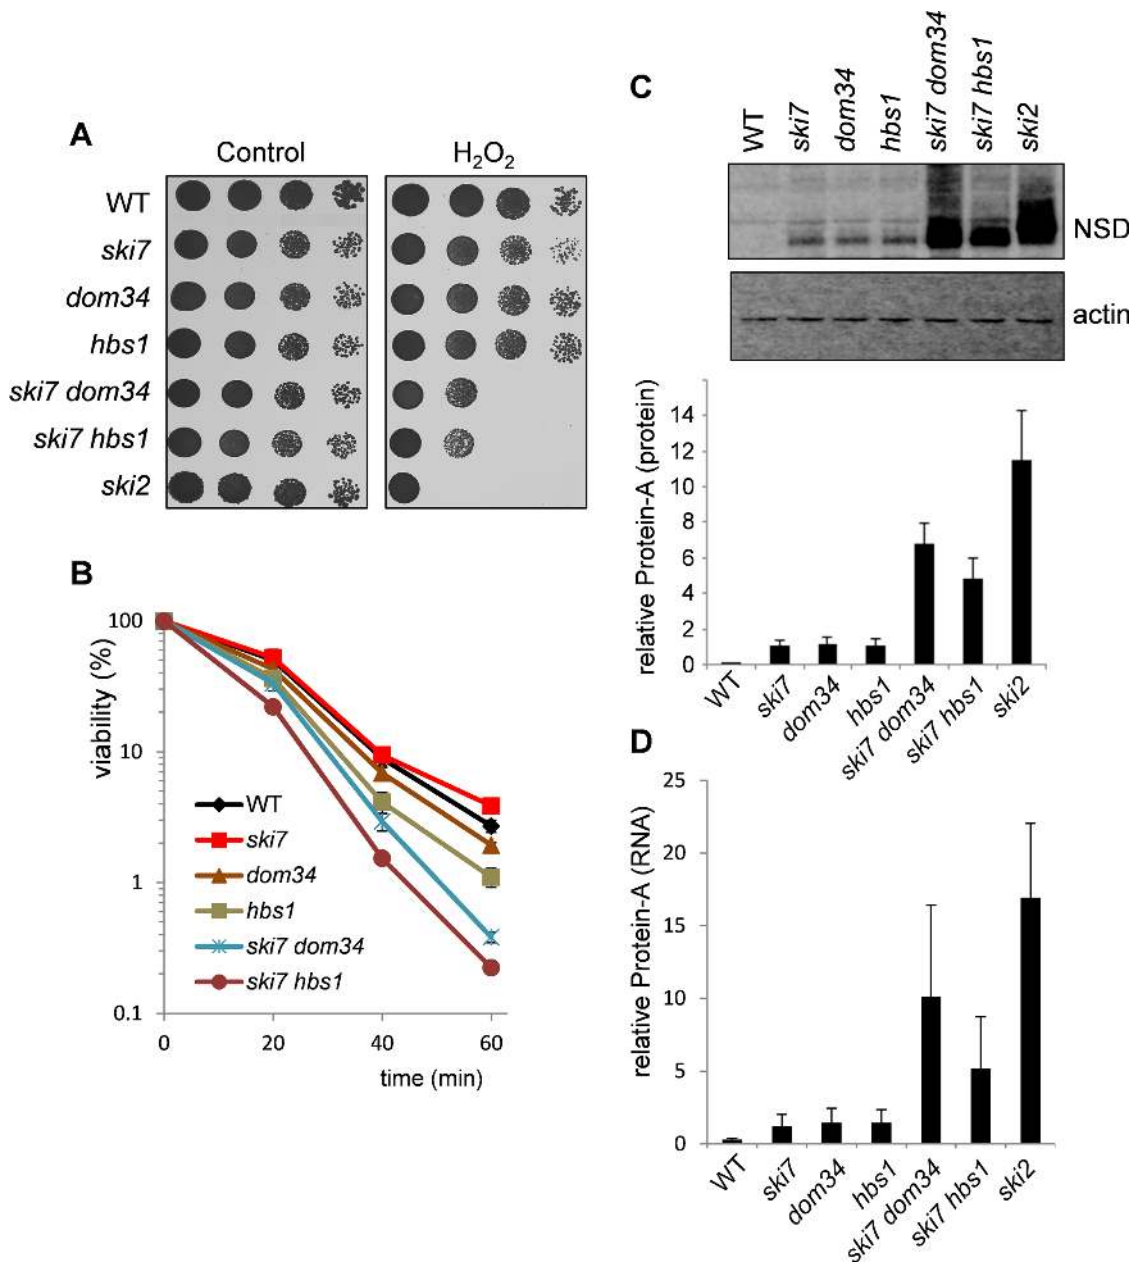 A
Control
H₂O₂
WT
ski7
dom34
hbs1
ski7 dom34
ski7 hbs1
ski2
B
viability (%)
100
10
1
0.1
WT
ski7
dom34
hbs1
ski7 dom34
ski7 hbs1
0
20
40
60
time (min)
C
WT
ski7
dom34
hbs1
ski7 dom34
ski7 hbs1
ski2
NSD
actin
relative Protein-A (protein)
14
12
10
8
6
4
2
0
WT
ski7
dom34
hbs1
ski7 dom34
ski7 hbs1
ski2
D
relative Protein-A (RNA)
25
20
15
10
5
0
WT
ski7
dom34
hbs1
ski7 dom34
ski7 hbs1
ski2